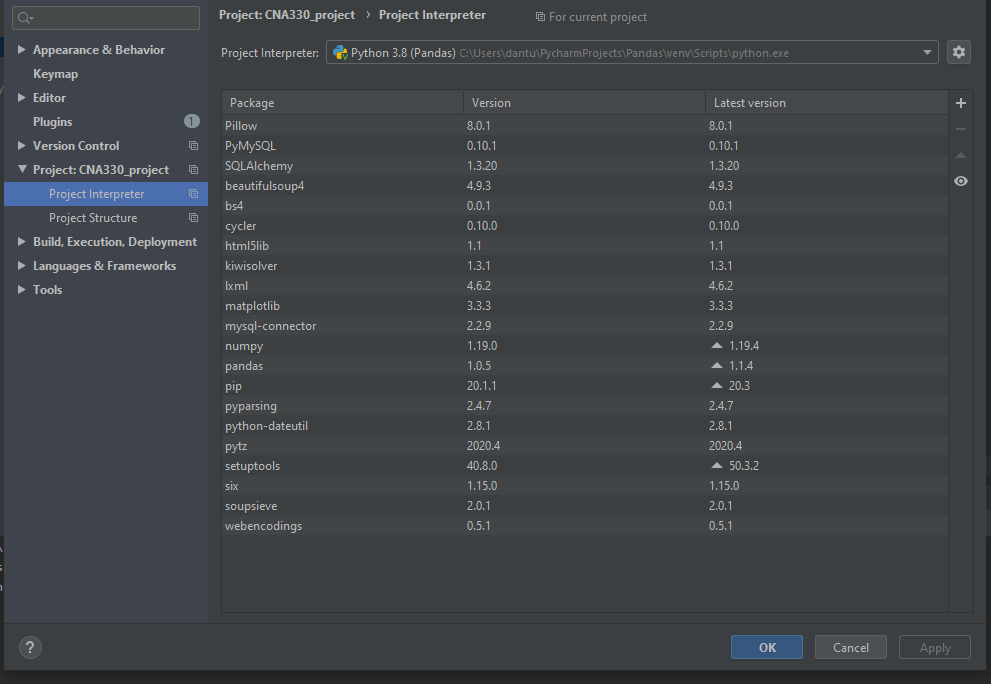 Project: CNA330_project › Project Interpreter
For current project
Appearance & Behavior
Keymap
Editor
Plugins 1
Version Control
Project: CNA330_project
Project Interpreter
Project Structure
Build, Execution, Deployment
Languages & Frameworks
Tools
Project Interpreter: Python 3.8 (Pandas) C:\Users\dantu\PycharmProjects\Pandas\venv\Scripts\python.exe
Package Version Latest version
Pillow 8.0.1 8.0.1
PyMySQL 0.10.1 0.10.1
SQLAlchemy 1.3.20 1.3.20
beautifulsoup4 4.9.3 4.9.3
bs4 0.0.1 0.0.1
cycler 0.10.0 0.10.0
html5lib 1.1 1.1
kiwisolver 1.3.1 1.3.1
lxml 4.6.2 4.6.2
matplotlib 3.3.3 3.3.3
mysql-connector 2.2.9 2.2.9
numpy 1.19.0 1.19.4
pandas 1.0.5 1.1.4
pip 20.1.1 20.3
pyparsing 2.4.7 2.4.7
python-dateutil 2.8.1 2.8.1
pytz 2020.4 2020.4
setuptools 40.8.0 50.3.2
six 1.15.0 1.15.0
soupsieve 2.0.1 2.0.1
webencodings 0.5.1 0.5.1
? OK Cancel Apply